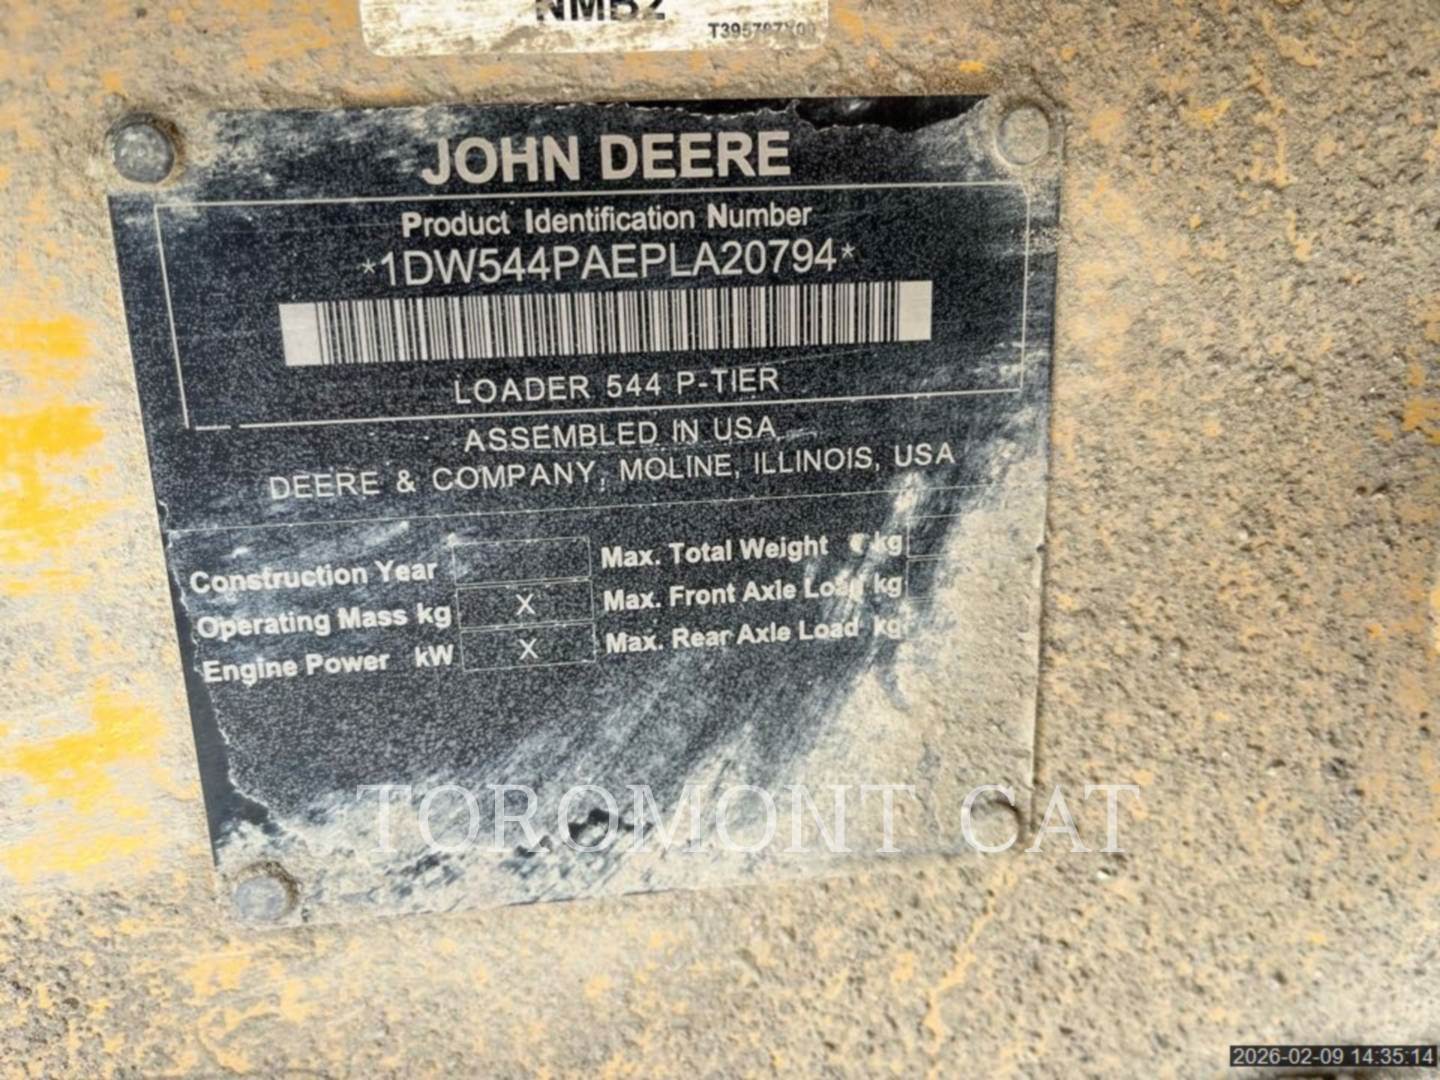 NMB2
JOHN DEERE
Product Identification Number
*1DW544PAEPLA20794*
LOADER 544 P-TIER
ASSEMBLED IN USA
DEERE & COMPANY, MOLINE, ILLINOIS, USA
Construction Year
Operating Mass kg X
Engine Power kW X
Max. Total Weight kg
Max. Front Axle Load kg
Max. Rear Axle Load kg
TOROMONT CAT
2026-02-09 14:35:14